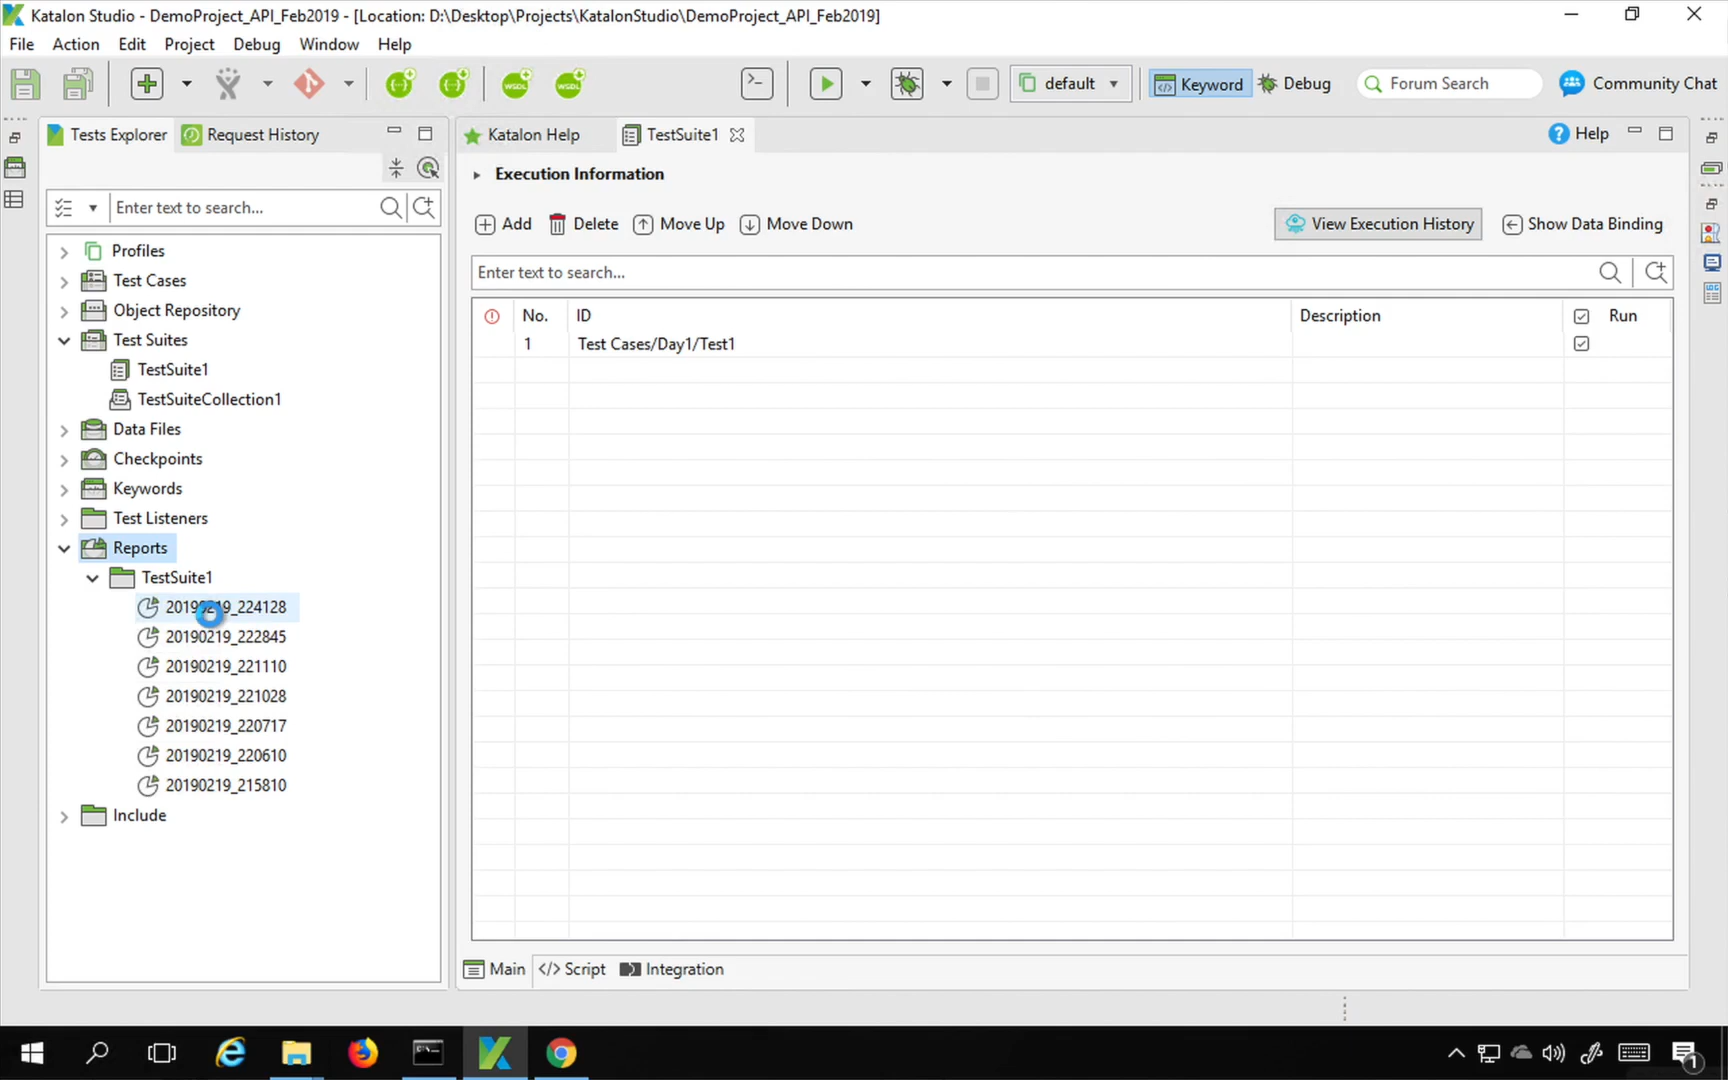 Katalon Studio - DemoProject_API_Feb2019 - [Location: D:\Desktop\Projects\KatalonStudio\DemoProject_API_Feb2019]
File Action Edit Project Debug Window Help
WSDL WSDL default Keyword Debug Forum Search Community Chat
Tests Explorer Request History Katalon Help TestSuite1 Help
Execution Information
Enter text to search...
Add Delete Move Up Move Down View Execution History Show Data Binding
Enter text to search...
No. ID Description Run
1 Test Cases/Day1/Test1
Profiles
Test Cases
Object Repository
Test Suites
TestSuite1
TestSuiteCollection1
Data Files
Checkpoints
Keywords
Test Listeners
Reports
TestSuite1
20190219_224128
20190219_222845
20190219_221110
20190219_221028
20190219_220717
20190219_220610
20190219_215810
Include
Main </> Script Integration
1